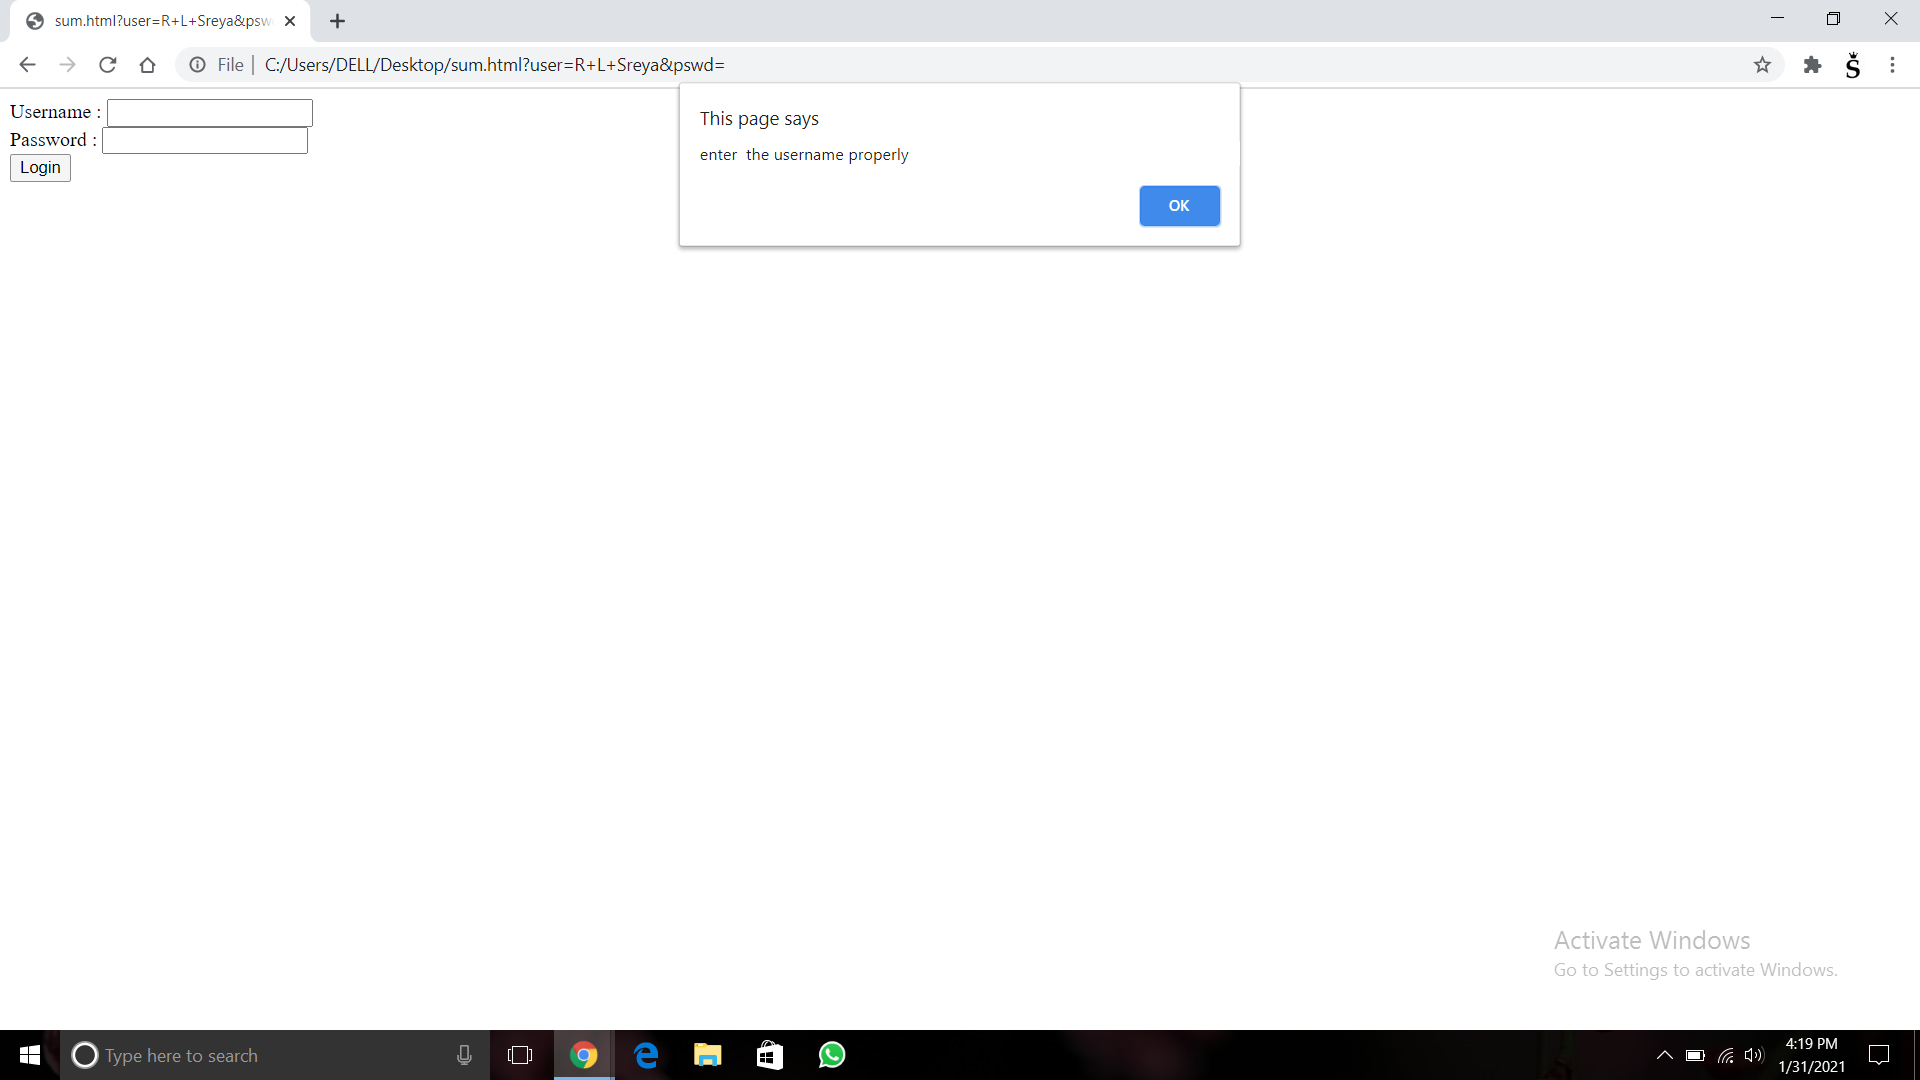 sum.html?user=R+L+Sreya&psw
File
C:/Users/DELL/Desktop/sum.html?user=R+L+Sreya&pswd=
Username :
Password :
Login
This page says
enter  the username properly
OK
Activate Windows
Go to Settings to activate Windows.
Type here to search
4:19 PM
1/31/2021